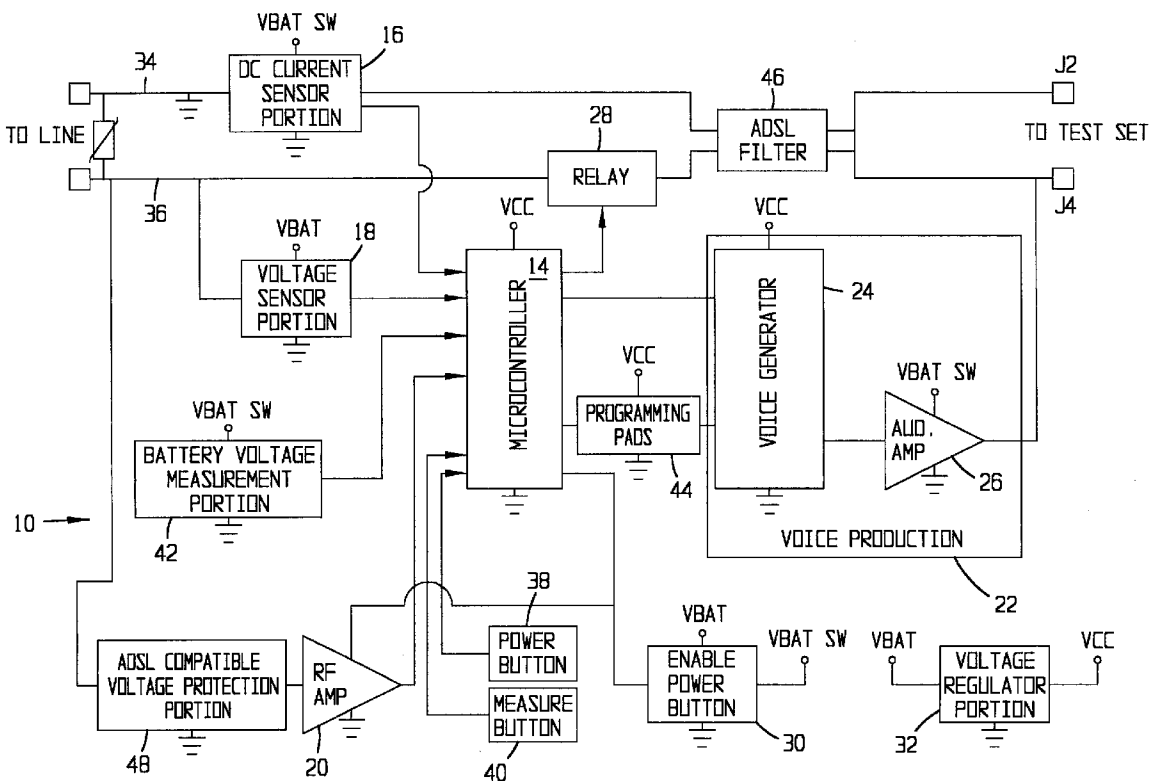 VBAT SW
16
34
DC CURRENT
SENSOR
PORTION
46
J2
TO LINE
28
ADSL
FILTER
TO TEST SET
RELAY
36
J4
VCC
VCC
VBAT
18
14
VOLTAGE
SENSOR
PORTION
MICROCONTROLLER
VOICE GENERATOR
24
VCC
VBAT SW
VBAT SW
PROGRAMMING
PADS
AUD.
AMP
BATTERY VOLTAGE
MEASUREMENT
PORTION
44
26
10
42
VOICE PRODUCTION
38
22
VBAT
VBAT SW
VBAT
VCC
ADSL COMPATIBLE
VOLTAGE PROTECTION
PORTION
RF
AMP
POWER
BUTTON
ENABLE
POWER
BUTTON
VOLTAGE
REGULATOR
PORTION
MEASURE
BUTTON
48
20
40
30
32